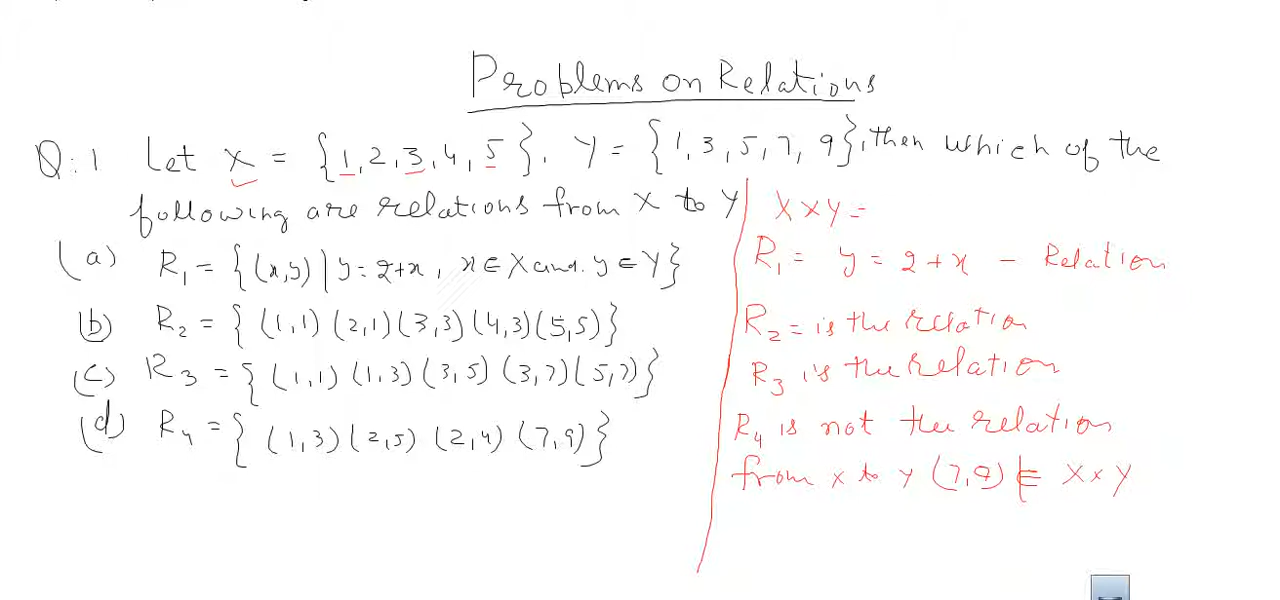 Problems on Relations
Q:1 Let X = {1,2,3,4,5}. Y = {1,3,5,7,9}, then which of the
following are relations from X to Y
(a) R₁ = {(x,y) | y = 2+x, x ∈ X and. y ∈ Y}
(b) R₂ = {(1,1) (2,1) (3,3) (4,3) (5,5)}
(c) R₃ = {(1,1) (1,3) (3,5) (3,7) (5,7)}
(d) R₄ = {(1,3) (2,5) (2,4) (7,9)}
X×Y =
R₁ = y = 2+x – Relation
R₂ = is the relation
R₃ is the Relation
R₄ is not the relation
from X to Y (7,9) ∉ X×Y